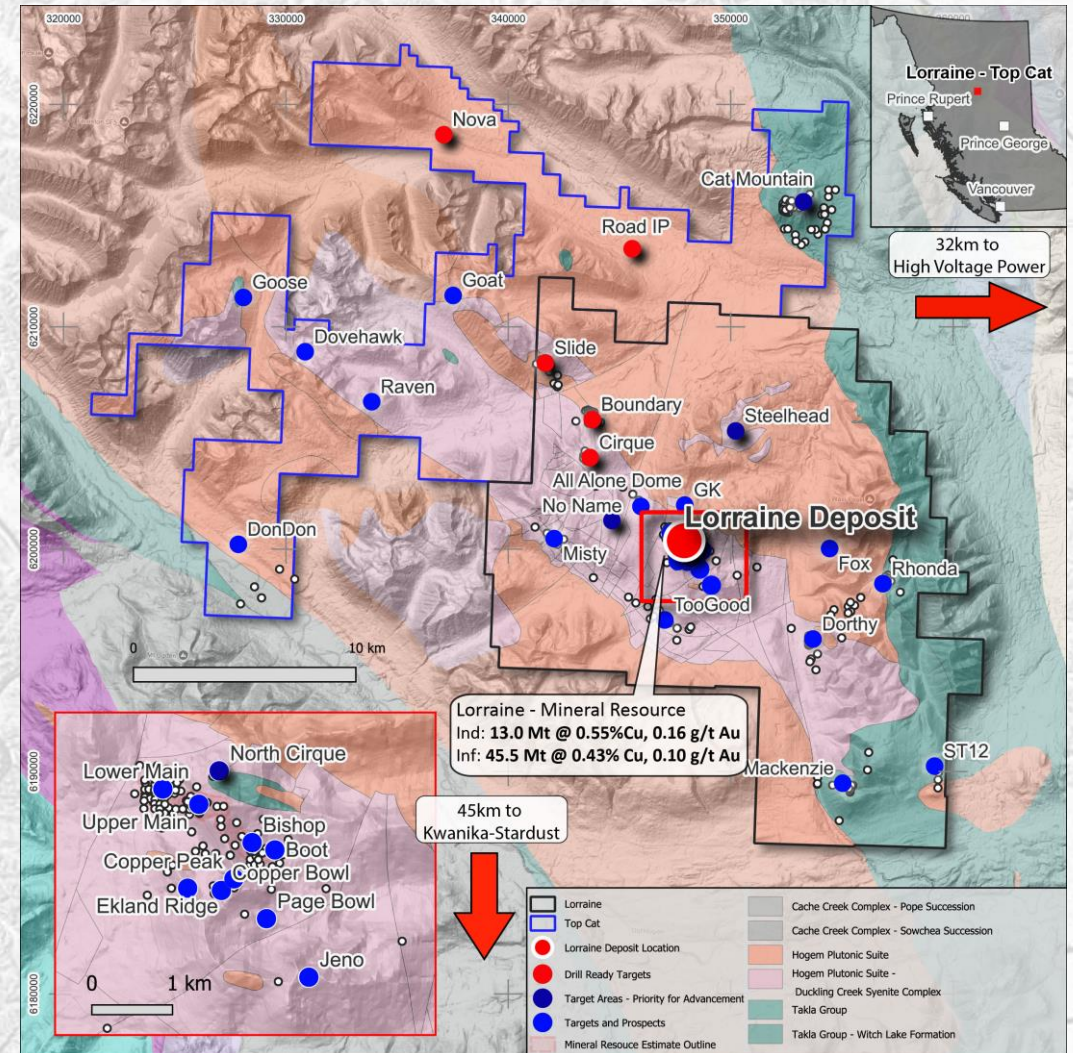 320000
330000
340000
350000
6220000
6210000
6200000
6190000
6180000
Lorraine - Top Cat
Prince Rupert
Prince George
Vancouver
Nova
Cat Mountain
Road IP
32km to
High Voltage Power
Goose
Goat
Dovehawk
Slide
Raven
Boundary
Steelhead
Cirque
All Alone Dome
GK
No Name
Lorraine Deposit
DonDon
Misty
Fox
Rhonda
TooGood
Dorthy
0
10 km
Lorraine - Mineral Resource
Ind: 13.0 Mt @ 0.55%Cu, 0.16 g/t Au
Inf: 45.5 Mt @ 0.43% Cu, 0.10 g/t Au
Mackenzie
ST12
45km to
Kwanika-Stardust
North Cirque
Lower Main
Upper Main
Bishop
Boot
Copper Peak
Copper Bowl
Ekland Ridge
Page Bowl
Jeno
0
1 km
Lorraine
Top Cat
Lorraine Deposit Location
Drill Ready Targets
Target Areas - Priority for Advancement
Targets and Prospects
Mineral Resouce Estimate Outline
Cache Creek Complex - Pope Succession
Cache Creek Complex - Sowchea Succession
Hogem Plutonic Suite
Hogem Plutonic Suite -
Duckling Creek Syenite Complex
Takla Group
Takla Group - Witch Lake Formation